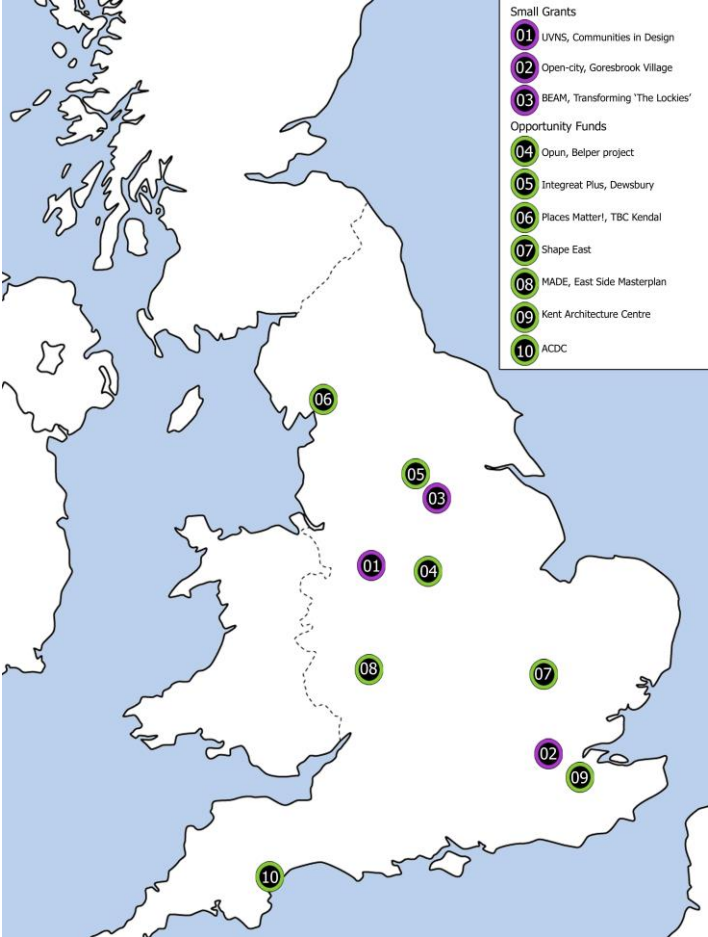 Small Grants
01 UVNS, Communities in Design
02 Open-city, Goresbrook Village
03 BEAM, Transforming ‘The Lockies’
Opportunity Funds
04 Opun, Belper project
05 Integreat Plus, Dewsbury
06 Places Matter!, TBC Kendal
07 Shape East
08 MADE, East Side Masterplan
09 Kent Architecture Centre
10 ACDC
06
05
03
01
04
08
07
02
09
10